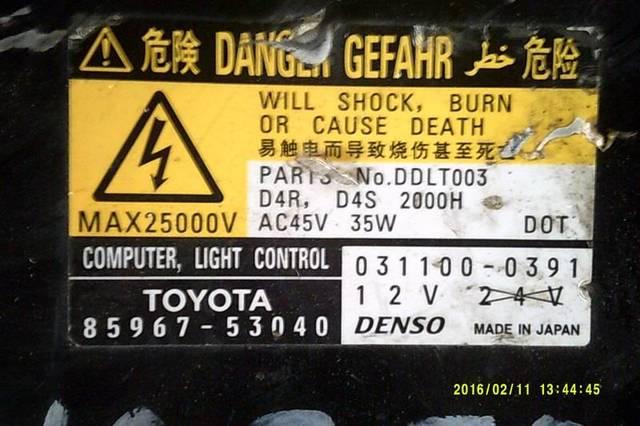 危険 DANGER GEFAHR خطر 危险
WILL SHOCK, BURN
OR CAUSE DEATH
易触电而导致烧伤甚至死
PARTS No.DDLT003
D4R, D4S 2000H
MAX25000V
AC45V 35W DOT
COMPUTER, LIGHT CONTROL
031100-0391
TOYOTA
12V 24V
85967-53040
DENSO MADE IN JAPAN
2016/02/11 13:44:45